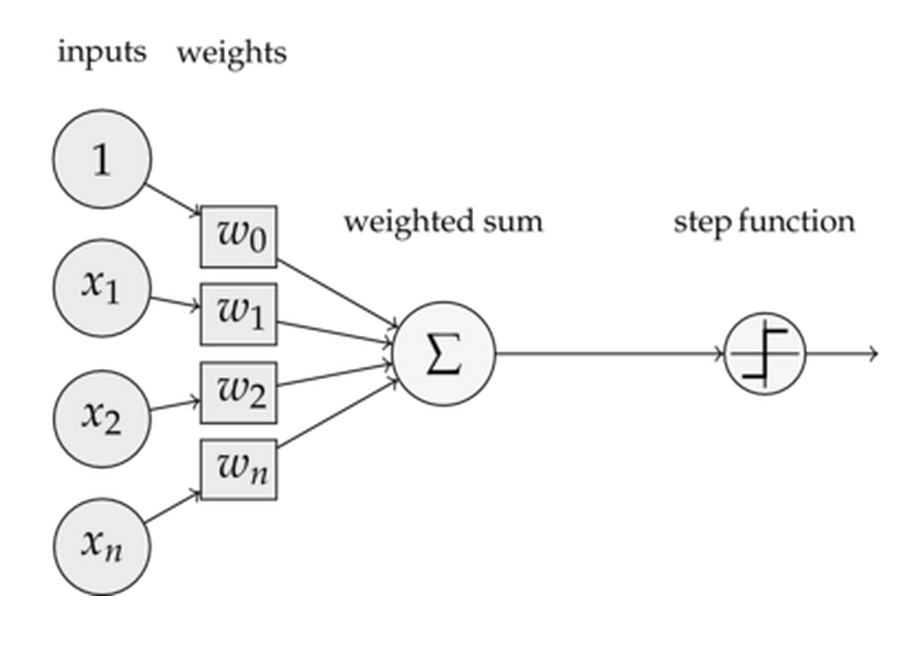 inputs weights
1
w0
weighted sum
step function
x1
w1
Σ
x2
w2
wn
xn